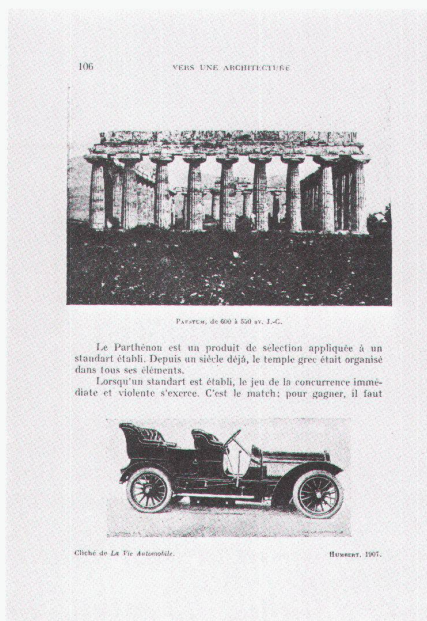 106
VERS UNE ARCHITECTURE
PAESTUM, de 600 à 550 av. J.-C.
Le Parthénon est un produit de sélection appliquée à un
standart établi. Depuis un siècle déjà, le temple grec était organisé
dans tous ses éléments.
Lorsqu'un standart est établi, le jeu de la concurrence immé-
diate et violente s'exerce. C'est le match; pour gagner, il faut
Cliché de La Vie Automobile.
HUMBERT, 1907.